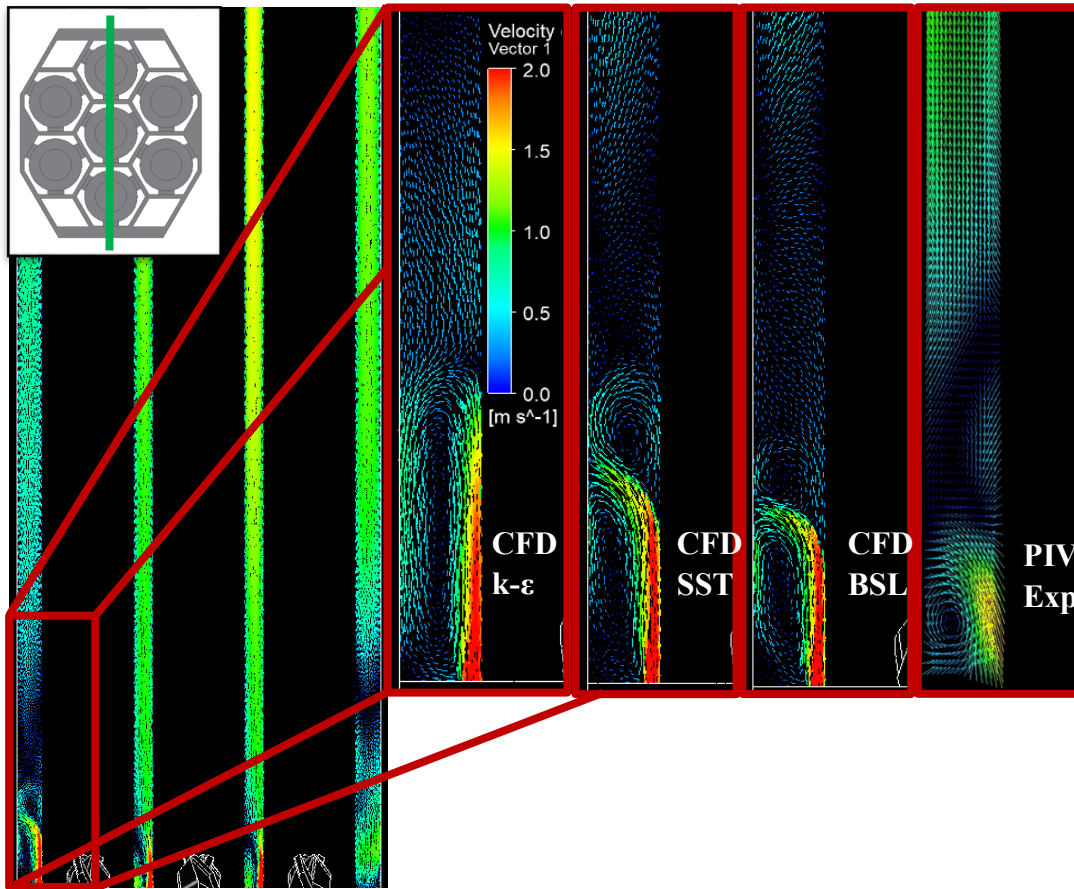 Velocity
Vector 1
2.0
1.5
1.0
0.5
0.0
[m s^-1]
CFD
k-ε
CFD
SST
CFD
BSL
PIV
Exp